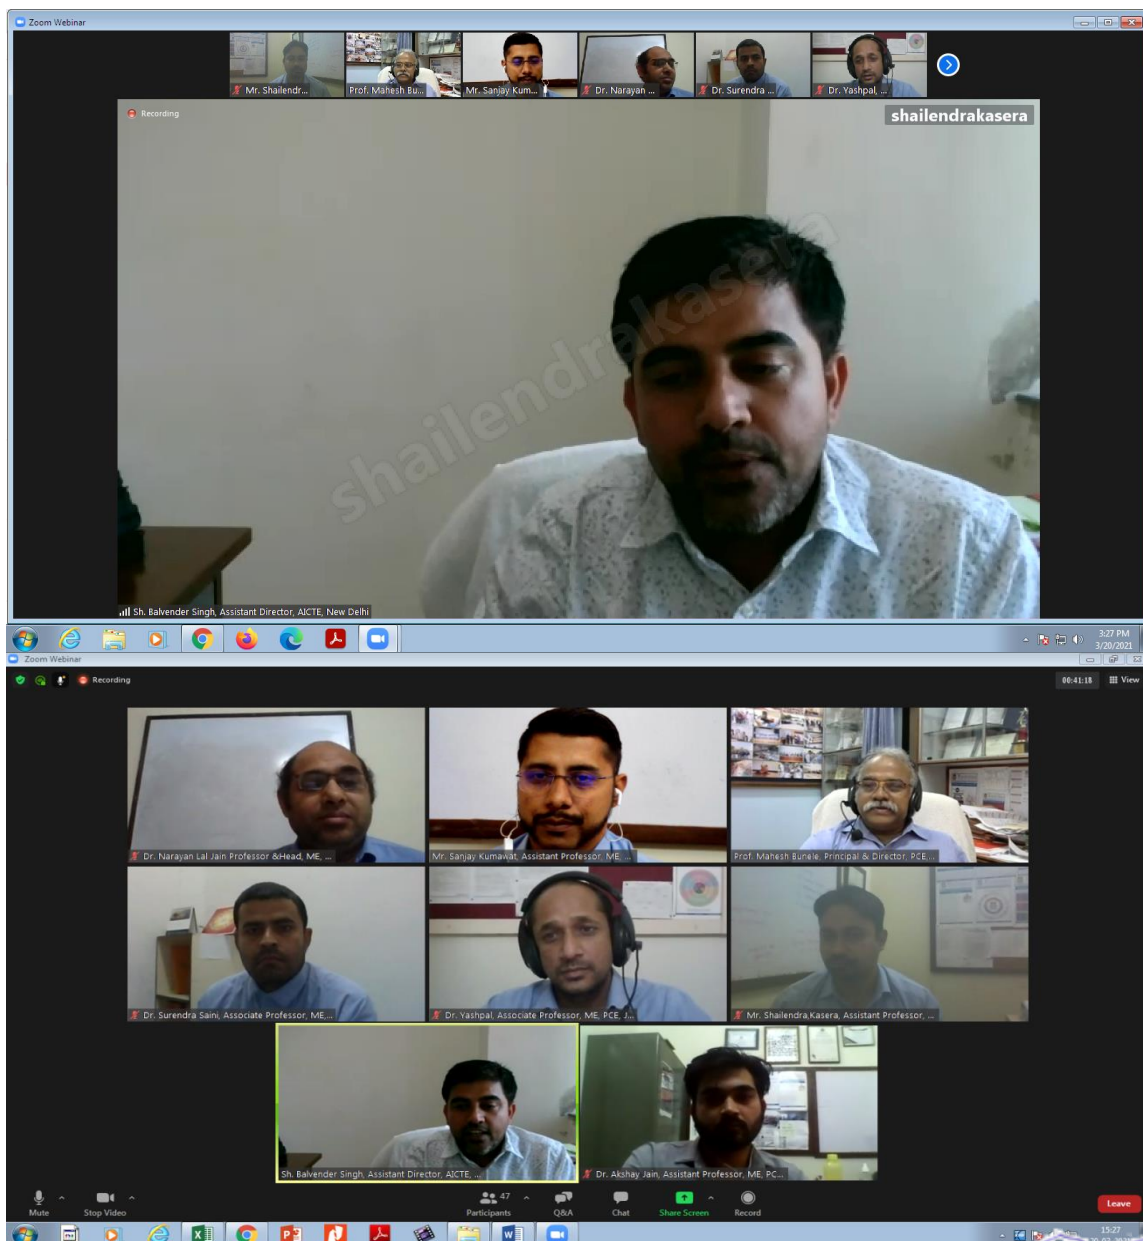 Zoom Webinar
Mr. Shailendr...
Prof. Mahesh Bu...
Mr. Sanjay Kum...
Dr. Narayan ...
Dr. Surendra ...
Dr. Yashpal, ...
Recording
shailendrakasera
shailendrakasera
Sh. Balvender Singh, Assistant Director, AICTE, New Delhi
3:27 PM
3/20/2021
Zoom Webinar
Recording
00:41:18
View
Dr. Narayan Lal Jain Professor &Head, ME, ...
Mr. Sanjay Kumawat, Assistant Professor, ME, ...
Prof. Mahesh Bunele, Principal & Director, PCE,...
Dr. Surendra Saini, Associate Professor, ME,...
Dr. Yashpal, Associate Professor, ME, PCE, J...
Mr. Shailendra,Kasera, Assistant Professor, ...
Sh. Balvender Singh, Assistant Director, AICTE, ...
Dr. Akshay Jain, Assistant Professor, ME, PC...
Mute
Stop Video
47
Participants
Q&A
Chat
Share Screen
Record
Leave
15:27